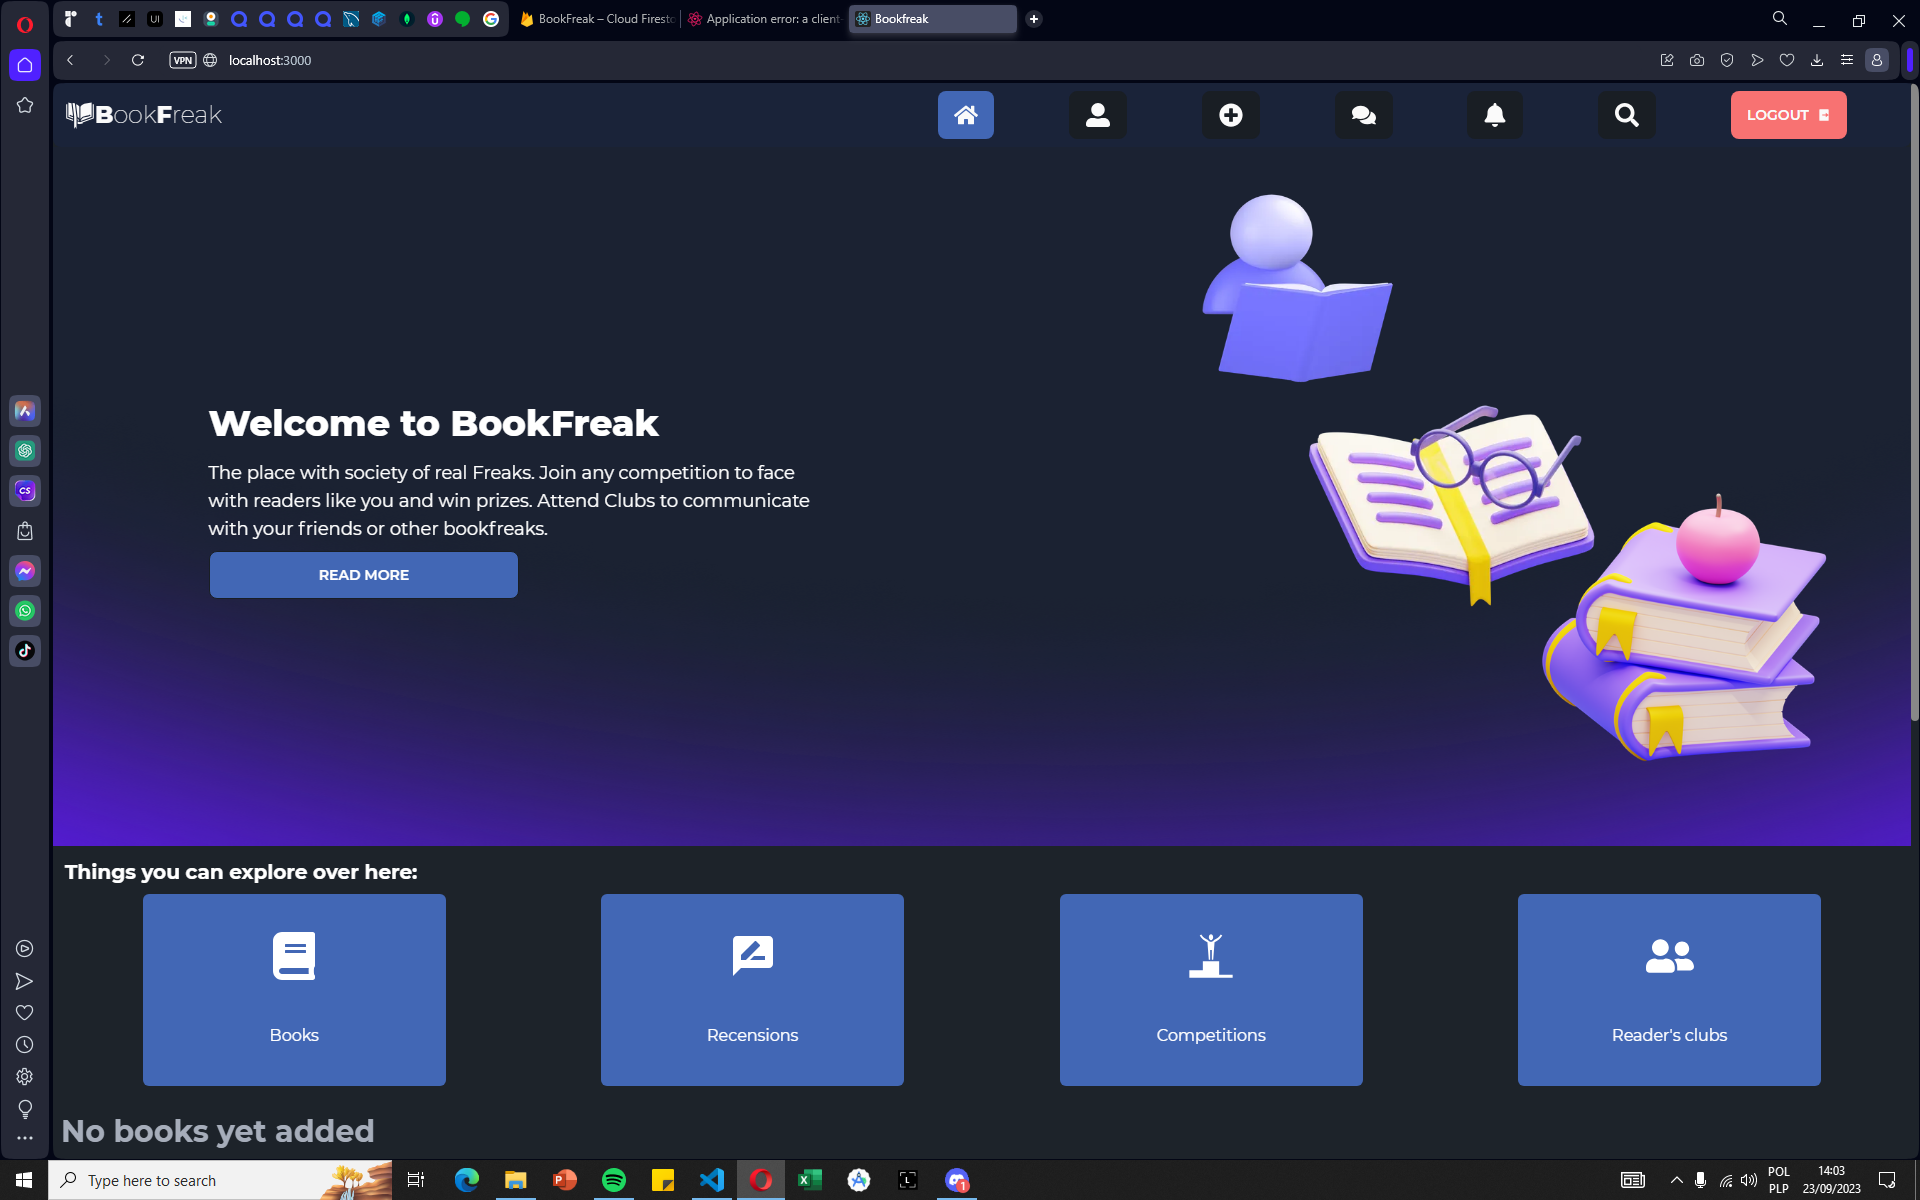 UI
BookFreak – Cloud Firesto
Application error: a client-
Bookfreak
VPN
localhost:3000
BookFreak
LOGOUT
Welcome to BookFreak
The place with society of real Freaks. Join any competition to face
with readers like you and win prizes. Attend Clubs to communicate
with your friends or other bookfreaks.
READ MORE
CS
Things you can explore over here:
Books
Recensions
Competitions
Reader's clubs
No books yet added
Type here to search
POL
PLP
14:03
23/09/2023
1